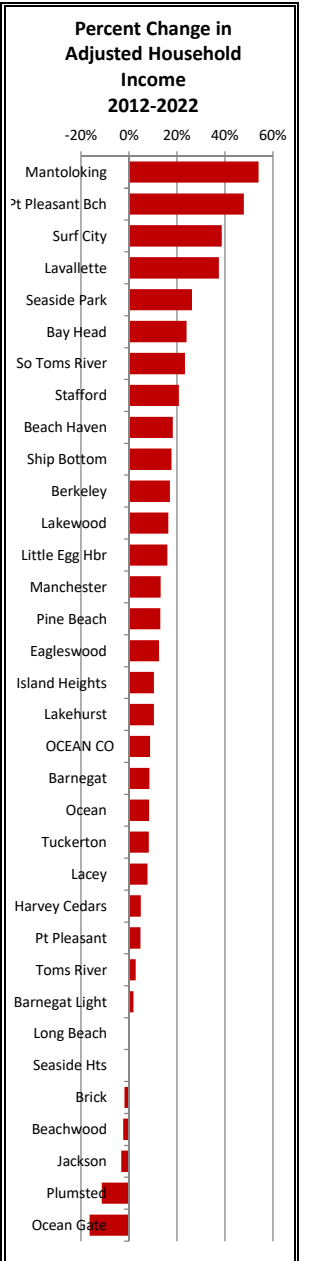 Percent Change in
Adjusted Household
Income
2012-2022
-20% 0% 20% 40% 60%
Mantoloking
Pt Pleasant Bch
Surf City
Lavallette
Seaside Park
Bay Head
So Toms River
Stafford
Beach Haven
Ship Bottom
Berkeley
Lakewood
Little Egg Hbr
Manchester
Pine Beach
Eagleswood
Island Heights
Lakehurst
OCEAN CO
Barnegat
Ocean
Tuckerton
Lacey
Harvey Cedars
Pt Pleasant
Toms River
Barnegat Light
Long Beach
Seaside Hts
Brick
Beachwood
Jackson
Plumsted
Ocean Gate